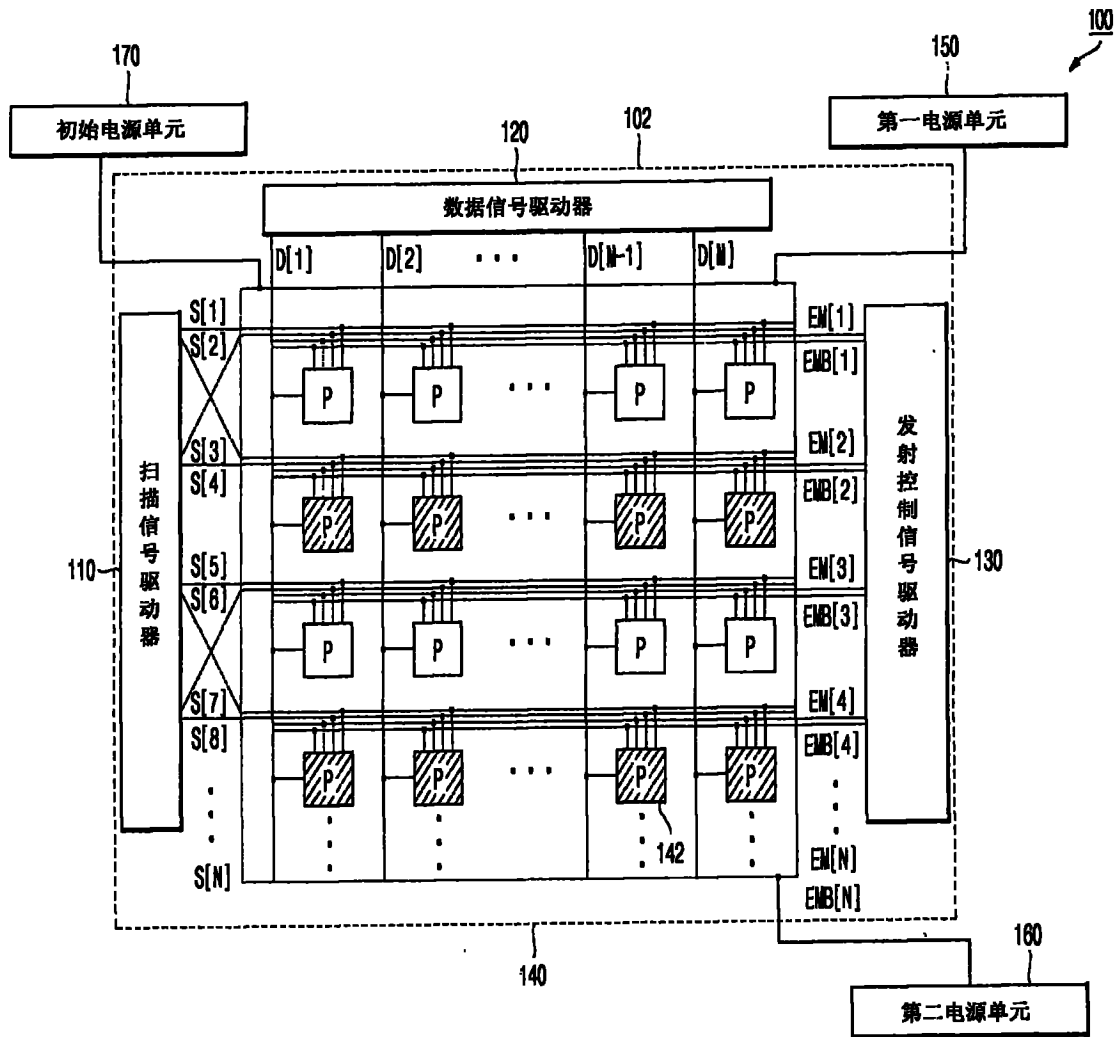 100
170
150
初始电源单元
第一电源单元
120
102
数据信号驱动器
D[1] D[2] ··· D[M-1] D[M]
S[1] EM[1]
S[2] EMB[1]
P P ··· P P
S[3] EM[2]
S[4] EMB[2]
P P ··· P P
扫描信号驱动器
发射控制信号驱动器
110
130
S[5] EM[3]
S[6] EMB[3]
P P ··· P P
S[7] EM[4]
S[8] EMB[4]
P P ··· P P
142
S[N] EM[N]
EMB[N]
140
160
第二电源单元